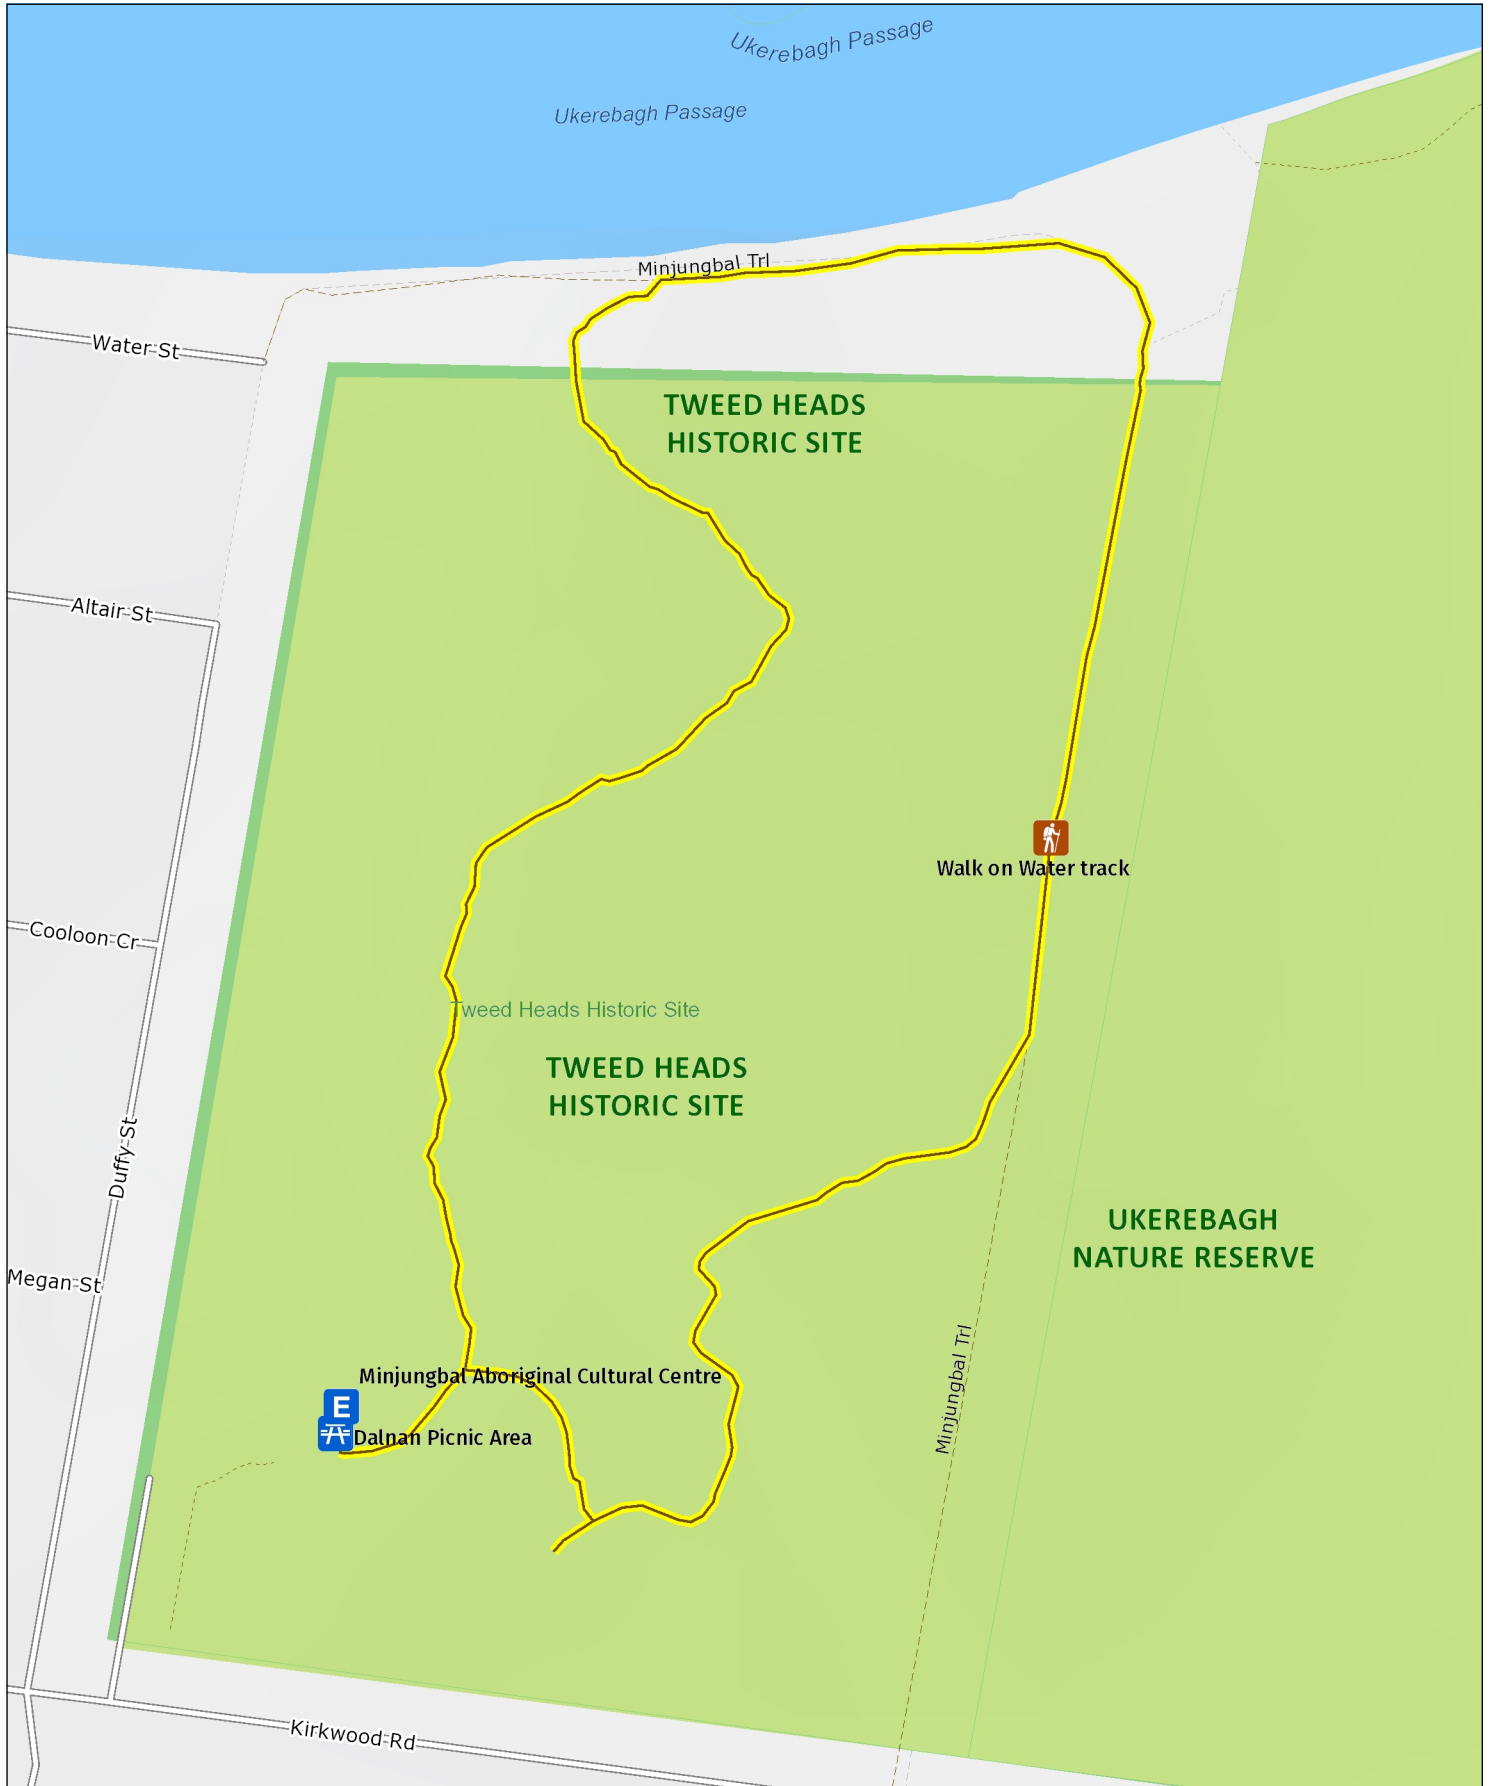 Ukerebagh Passage
Ukerebagh Passage
Minjungbal Trl
Water St
TWEED HEADS
HISTORIC SITE
Altair St
Walk on Water track
Cooloon Cr
Tweed Heads Historic Site
TWEED HEADS
HISTORIC SITE
Duffy St
UKEREBAGH
NATURE RESERVE
Megan St
Minjungbal Trl
Minjungbal Aboriginal Cultural Centre
E
Dalnan Picnic Area
Kirkwood Rd